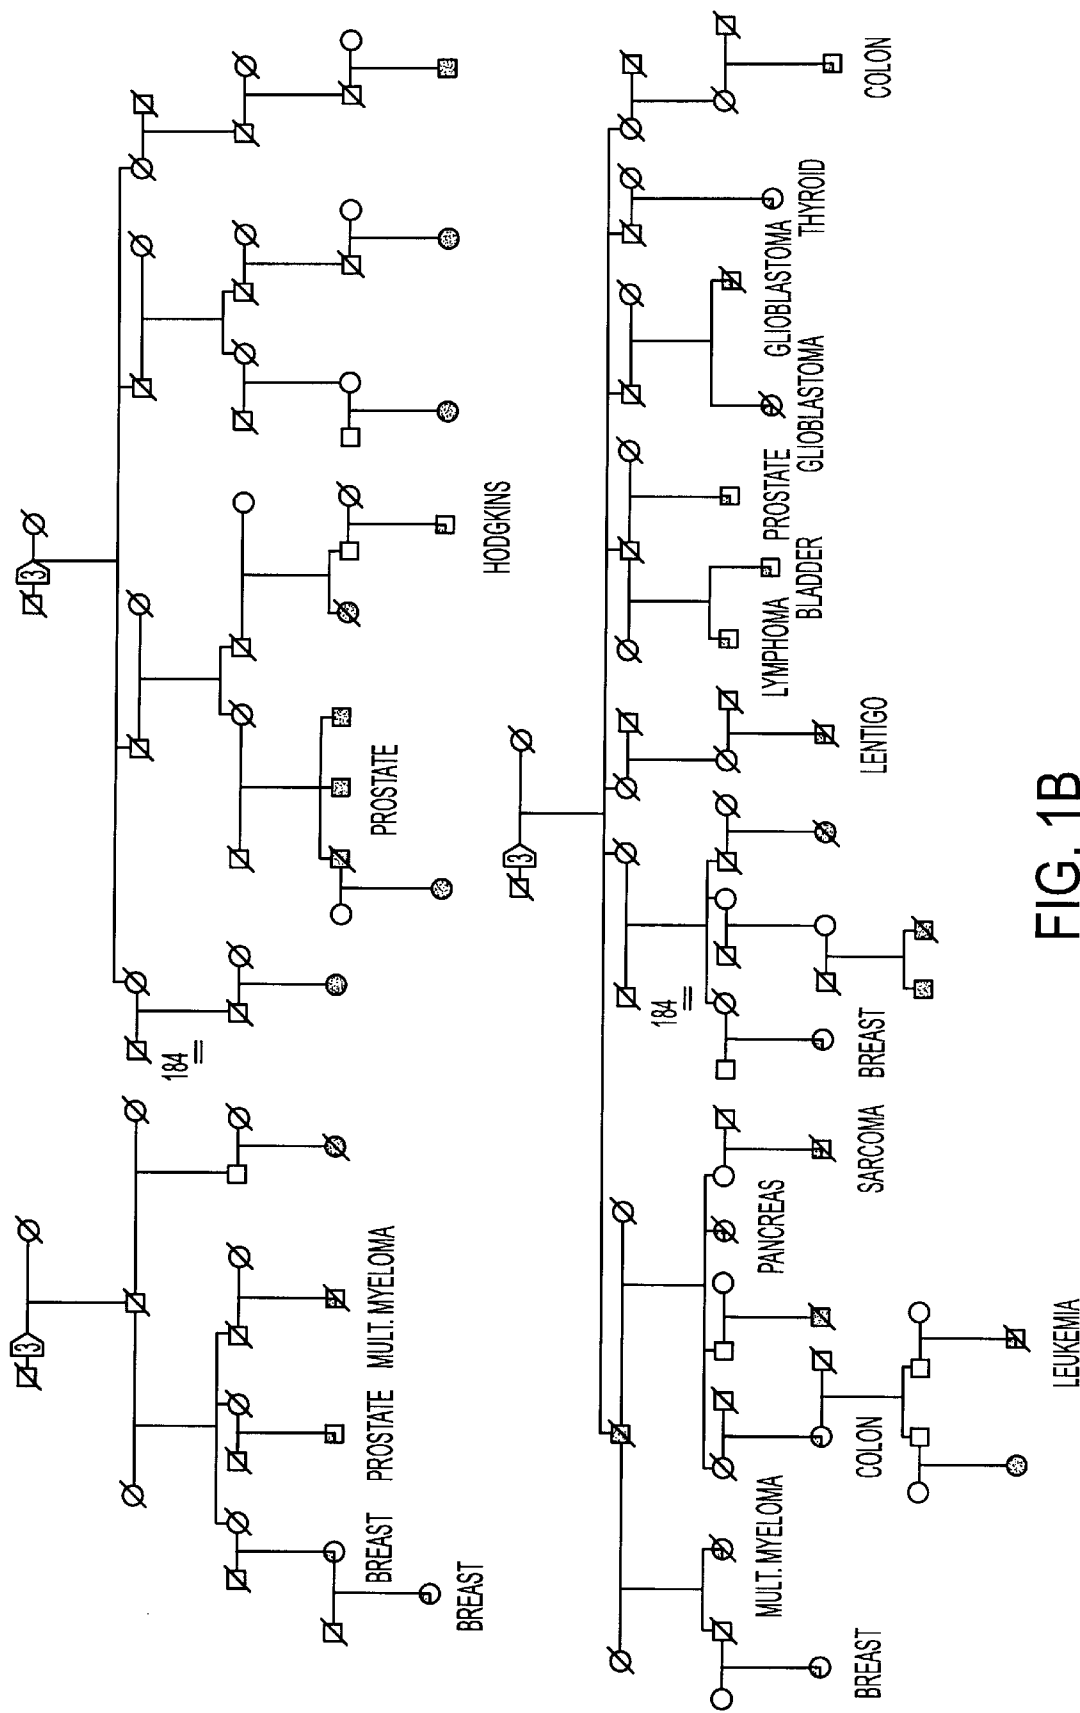 3
3
184
BREAST PROSTATE MULT. MYELOMA
PROSTATE
BREAST
HODGKINS
3
184
MULT. MYELOMA
PANCREAS
LYMPHOMA PROSTATE GLIOBLASTOMA
BLADDER GLIOBLASTOMA THYROID
BREAST
COLON
SARCOMA BREAST
LENTIGO
COLON
LEUKEMIA
FIG. 1B